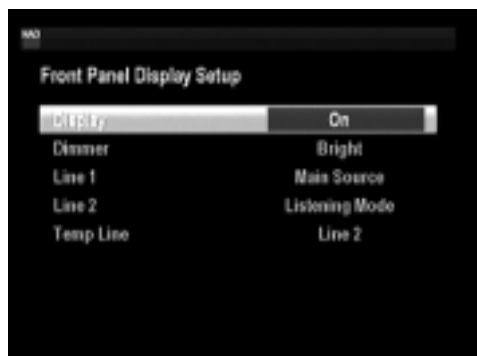 NAD
Front Panel Display Setup
Display On
Dimmer Bright
Line 1 Main Source
Line 2 Listening Mode
Temp Line Line 2